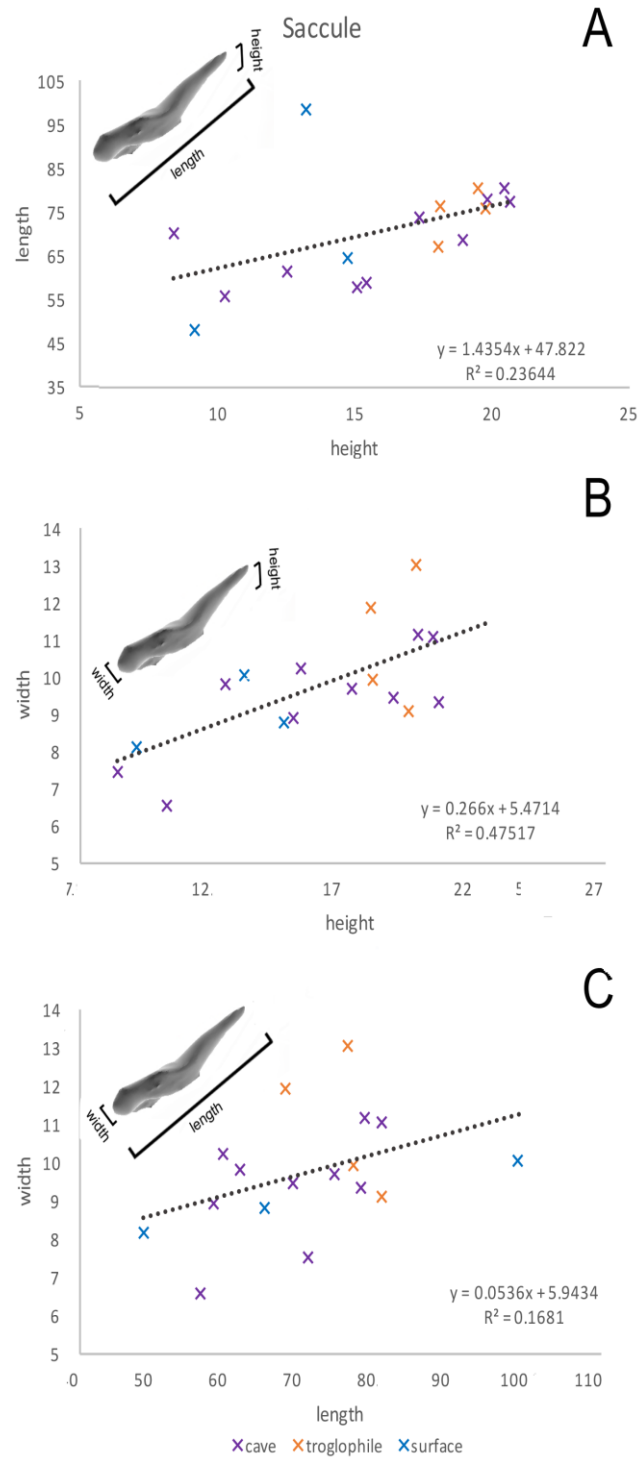 Saccule
A
height
length
105
95
85
75
65
55
45
35
length
y = 1.4354x + 47.822
R² = 0.23644
5 10 15 20 25
height
B
height
width
14
13
12
11
10
9
8
7
6
5
width
y = 0.266x + 5.4714
R² = 0.47517
7. 12. 17 22 27
height
C
width
length
14
13
12
11
10
9
8
7
6
5
width
y = 0.0536x + 5.9434
R² = 0.1681
0 50 60 70 80 90 100 110
length
cave troglophile surface